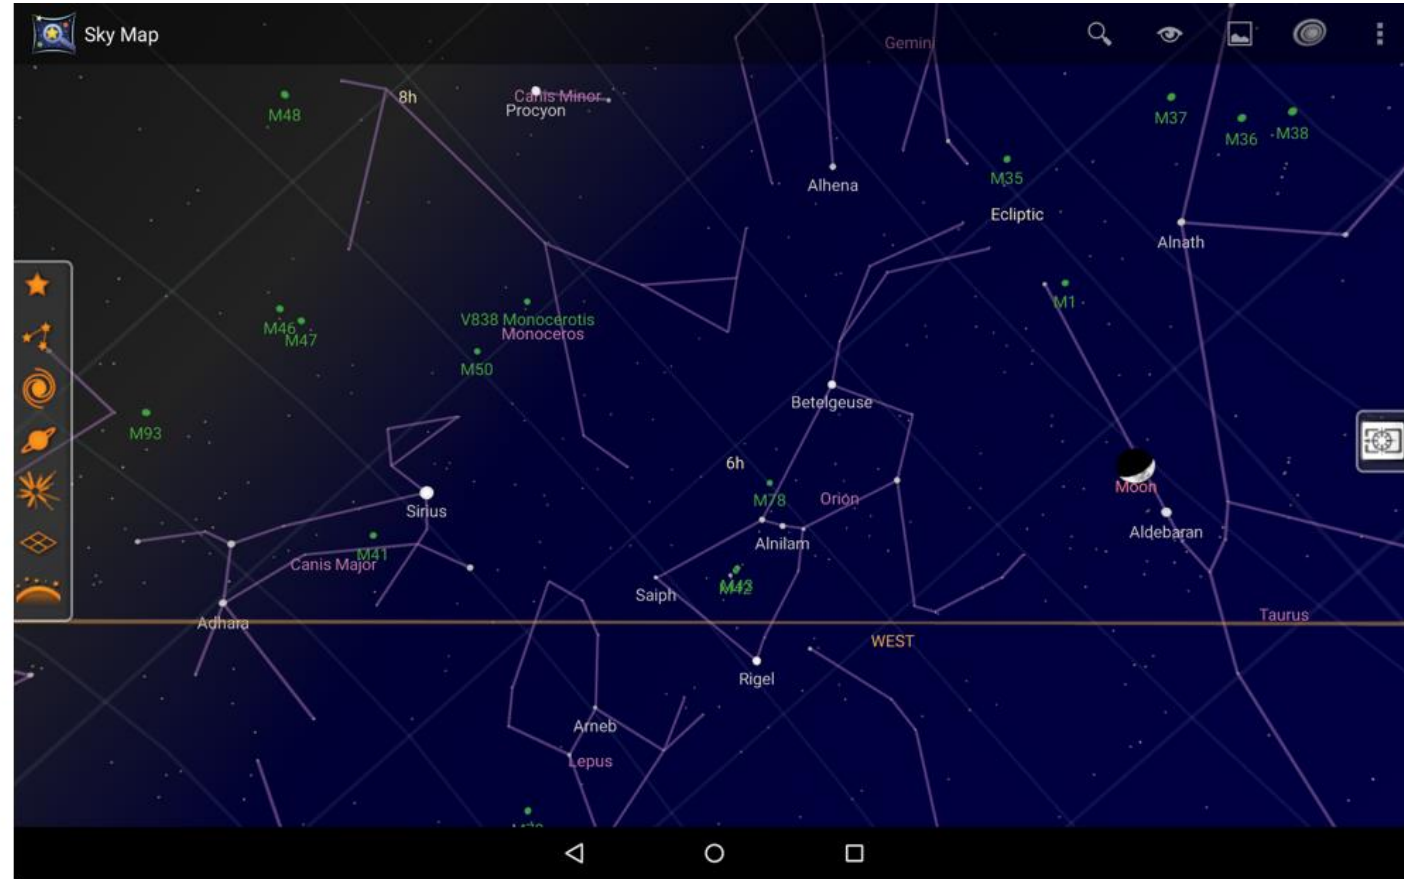 Sky Map
Gemini
8h
Canis Minor
Procyon
M48
M37
M36
M38
Alhena
M35
Ecliptic
Alnath
M1
M46
M47
V838 Monocerotis
Monoceros
M50
Betelgeuse
M93
6h
M78
Orion
Moon
Sirius
Alnilam
Aldebaran
M41
Canis Major
Saiph
M43
M42
Adhara
Taurus
WEST
Rigel
Arneb
Lepus